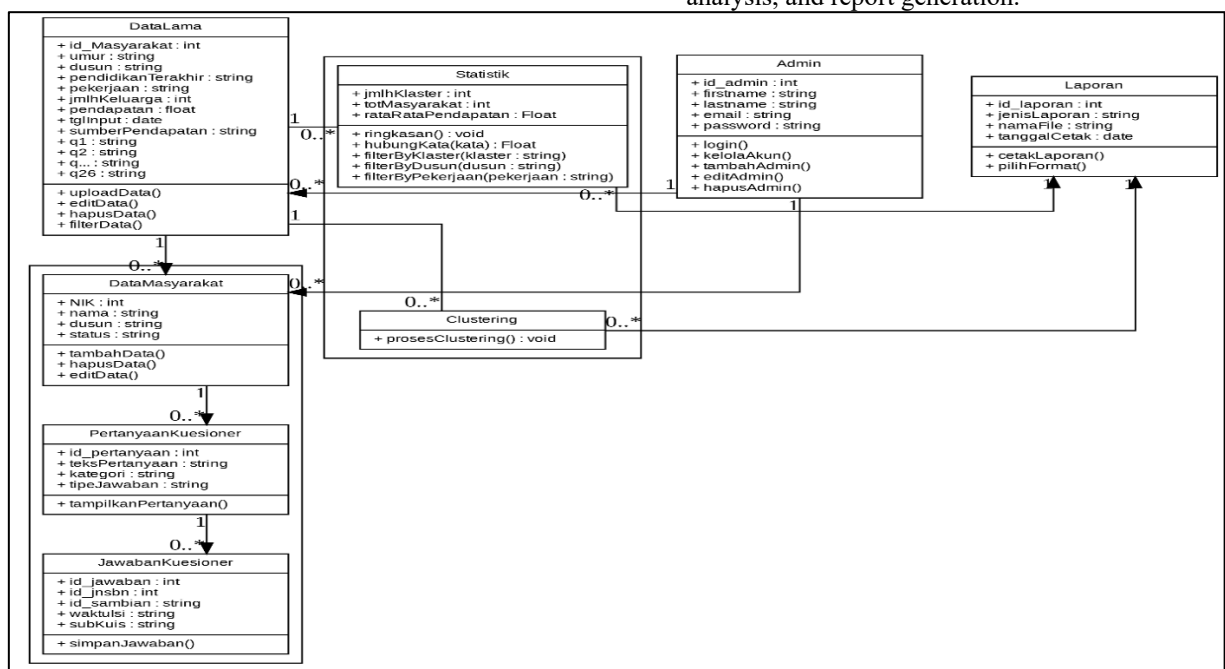 analysis, and report generation.
DataLama
+ id_Masyarakat : int
+ umur : string
+ dusun : string
+ pendidikanTerakhir : string
+ pekerjaan : string
+ jmlhKeluarga : int
+ pendapatan : float
+ tglInput : date
+ sumberPendapatan : string
+ q1 : string
+ q2 : string
+ q... : string
+ q26 : string
+ uploadData()
+ editData()
+ hapusData()
+ filterData()
1
0..*
0..*
1
1
0..*
Statistik
+ jmlhKlaster : int
+ totMasyarakat : int
+ rataRataPendapatan : Float
+ ringkasan() : void
+ hubungKata(kata) : Float
+ filterByKlaster(klaster : string)
+ filterByDusun(dusun : string)
+ filterByPekerjaan(pekerjaan : string)
0..*
1
1
Admin
+ id_admin : int
+ firstname : string
+ lastname : string
+ email : string
+ password : string
+ login()
+ kelolaAkun()
+ tambahAdmin()
+ editAdmin()
+ hapusAdmin()
Laporan
+ id_laporan : int
+ jenisLaporan : string
+ namaFile : string
+ tanggalCetak : date
+ cetakLaporan()
+ pilihFormat()
1
1
DataMasyarakat
+ NIK : int
+ nama : string
+ dusun : string
+ status : string
+ tambahData()
+ hapusData()
+ editData()
0..*
0..*
Clustering
+ prosesClustering() : void
0..*
1
0..*
PertanyaanKuesioner
+ id_pertanyaan : int
+ teksPertanyaan : string
+ kategori : string
+ tipeJawaban : string
+ tampilkanPertanyaan()
1
0..*
JawabanKuesioner
+ id_jawaban : int
+ id_jnsbn : int
+ id_sambian : string
+ waktulsi : string
+ subKuis : string
+ simpanJawaban()